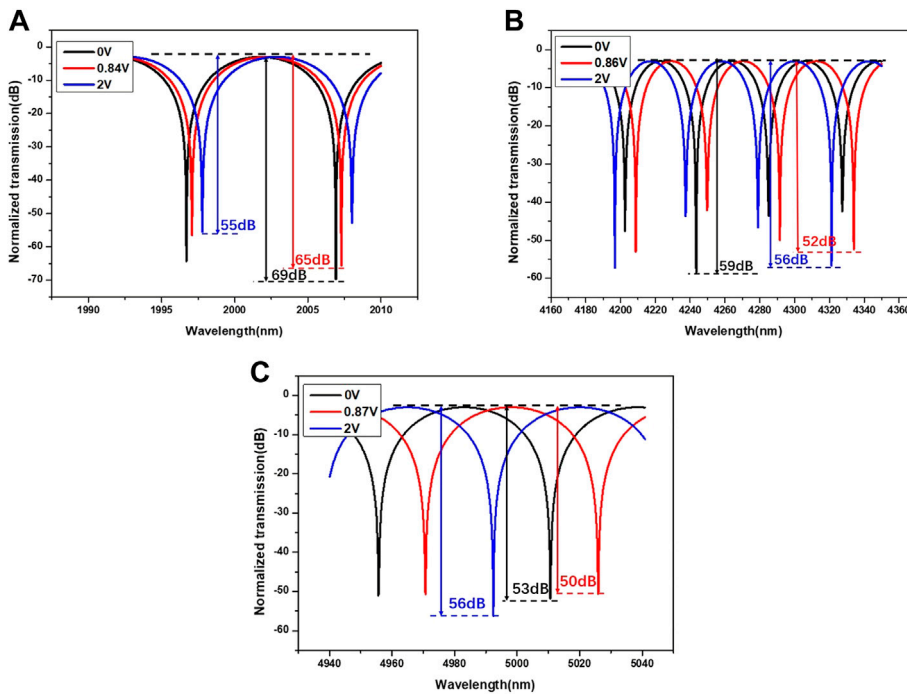 A
0V
0.84V
2V
Normalized transmission(dB)
0
-10
-20
-30
-40
-50
-60
-70
55dB
65dB
69dB
1990
1995
2000
2005
2010
Wavelength(nm)
B
0V
0.86V
2V
Normalized transmission(dB)
0
-10
-20
-30
-40
-50
-60
52dB
56dB
59dB
4160
4180
4200
4220
4240
4260
4280
4300
4320
4340
4360
Wavelength(nm)
C
0V
0.87V
2V
Normalized transmission(dB)
0
-10
-20
-30
-40
-50
-60
56dB
53dB
50dB
4940
4960
4980
5000
5020
5040
Wavelength(nm)